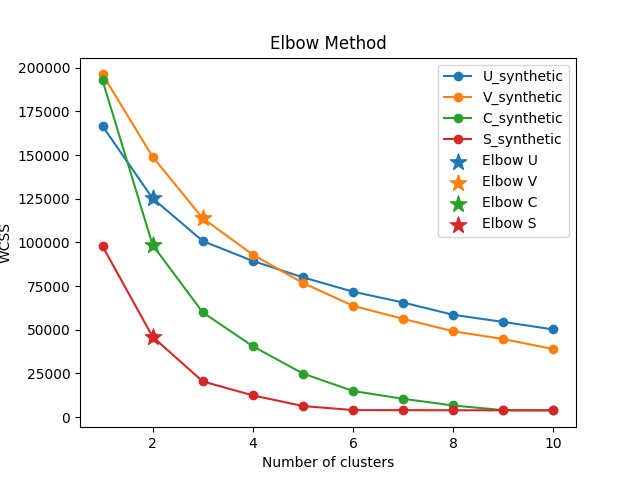 Elbow Method
200000
175000
150000
125000
100000
75000
50000
25000
0
WCSS
2
4
6
8
10
Number of clusters
U_synthetic
V_synthetic
C_synthetic
S_synthetic
Elbow U
Elbow V
Elbow C
Elbow S